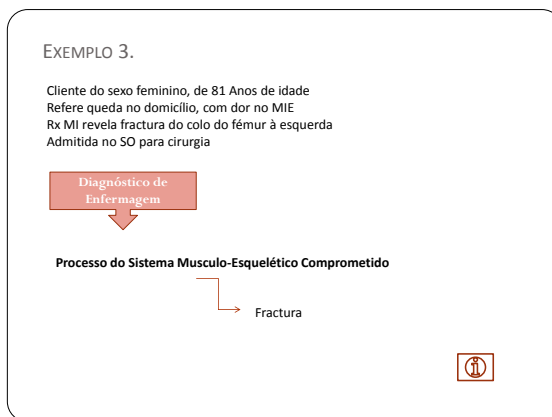 EXEMPLO 3.
Cliente do sexo feminino, de 81 Anos de idade
Refere queda no domicílio, com dor no MIE
Rx MI revela fractura do colo do fémur à esquerda
Admitida no SO para cirurgia
Diagnóstico de
Enfermagem
Processo do Sistema Musculo-Esquelético Comprometido
Fractura